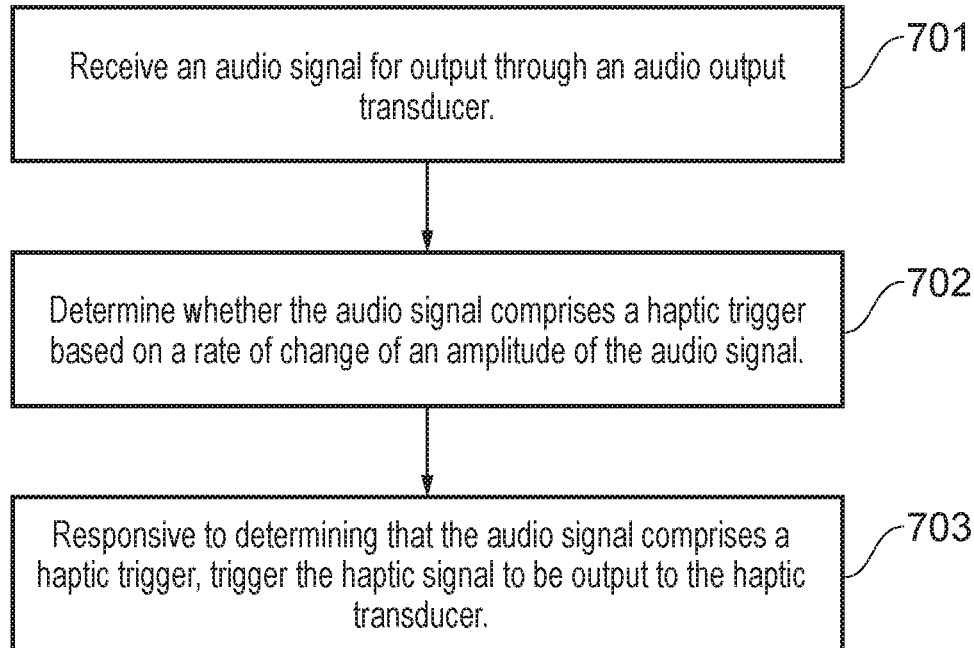 Receive an audio signal for output through an audio output
transducer.
701
Determine whether the audio signal comprises a haptic trigger
based on a rate of change of an amplitude of the audio signal.
702
Responsive to determining that the audio signal comprises a
haptic trigger, trigger the haptic signal to be output to the haptic
transducer.
703